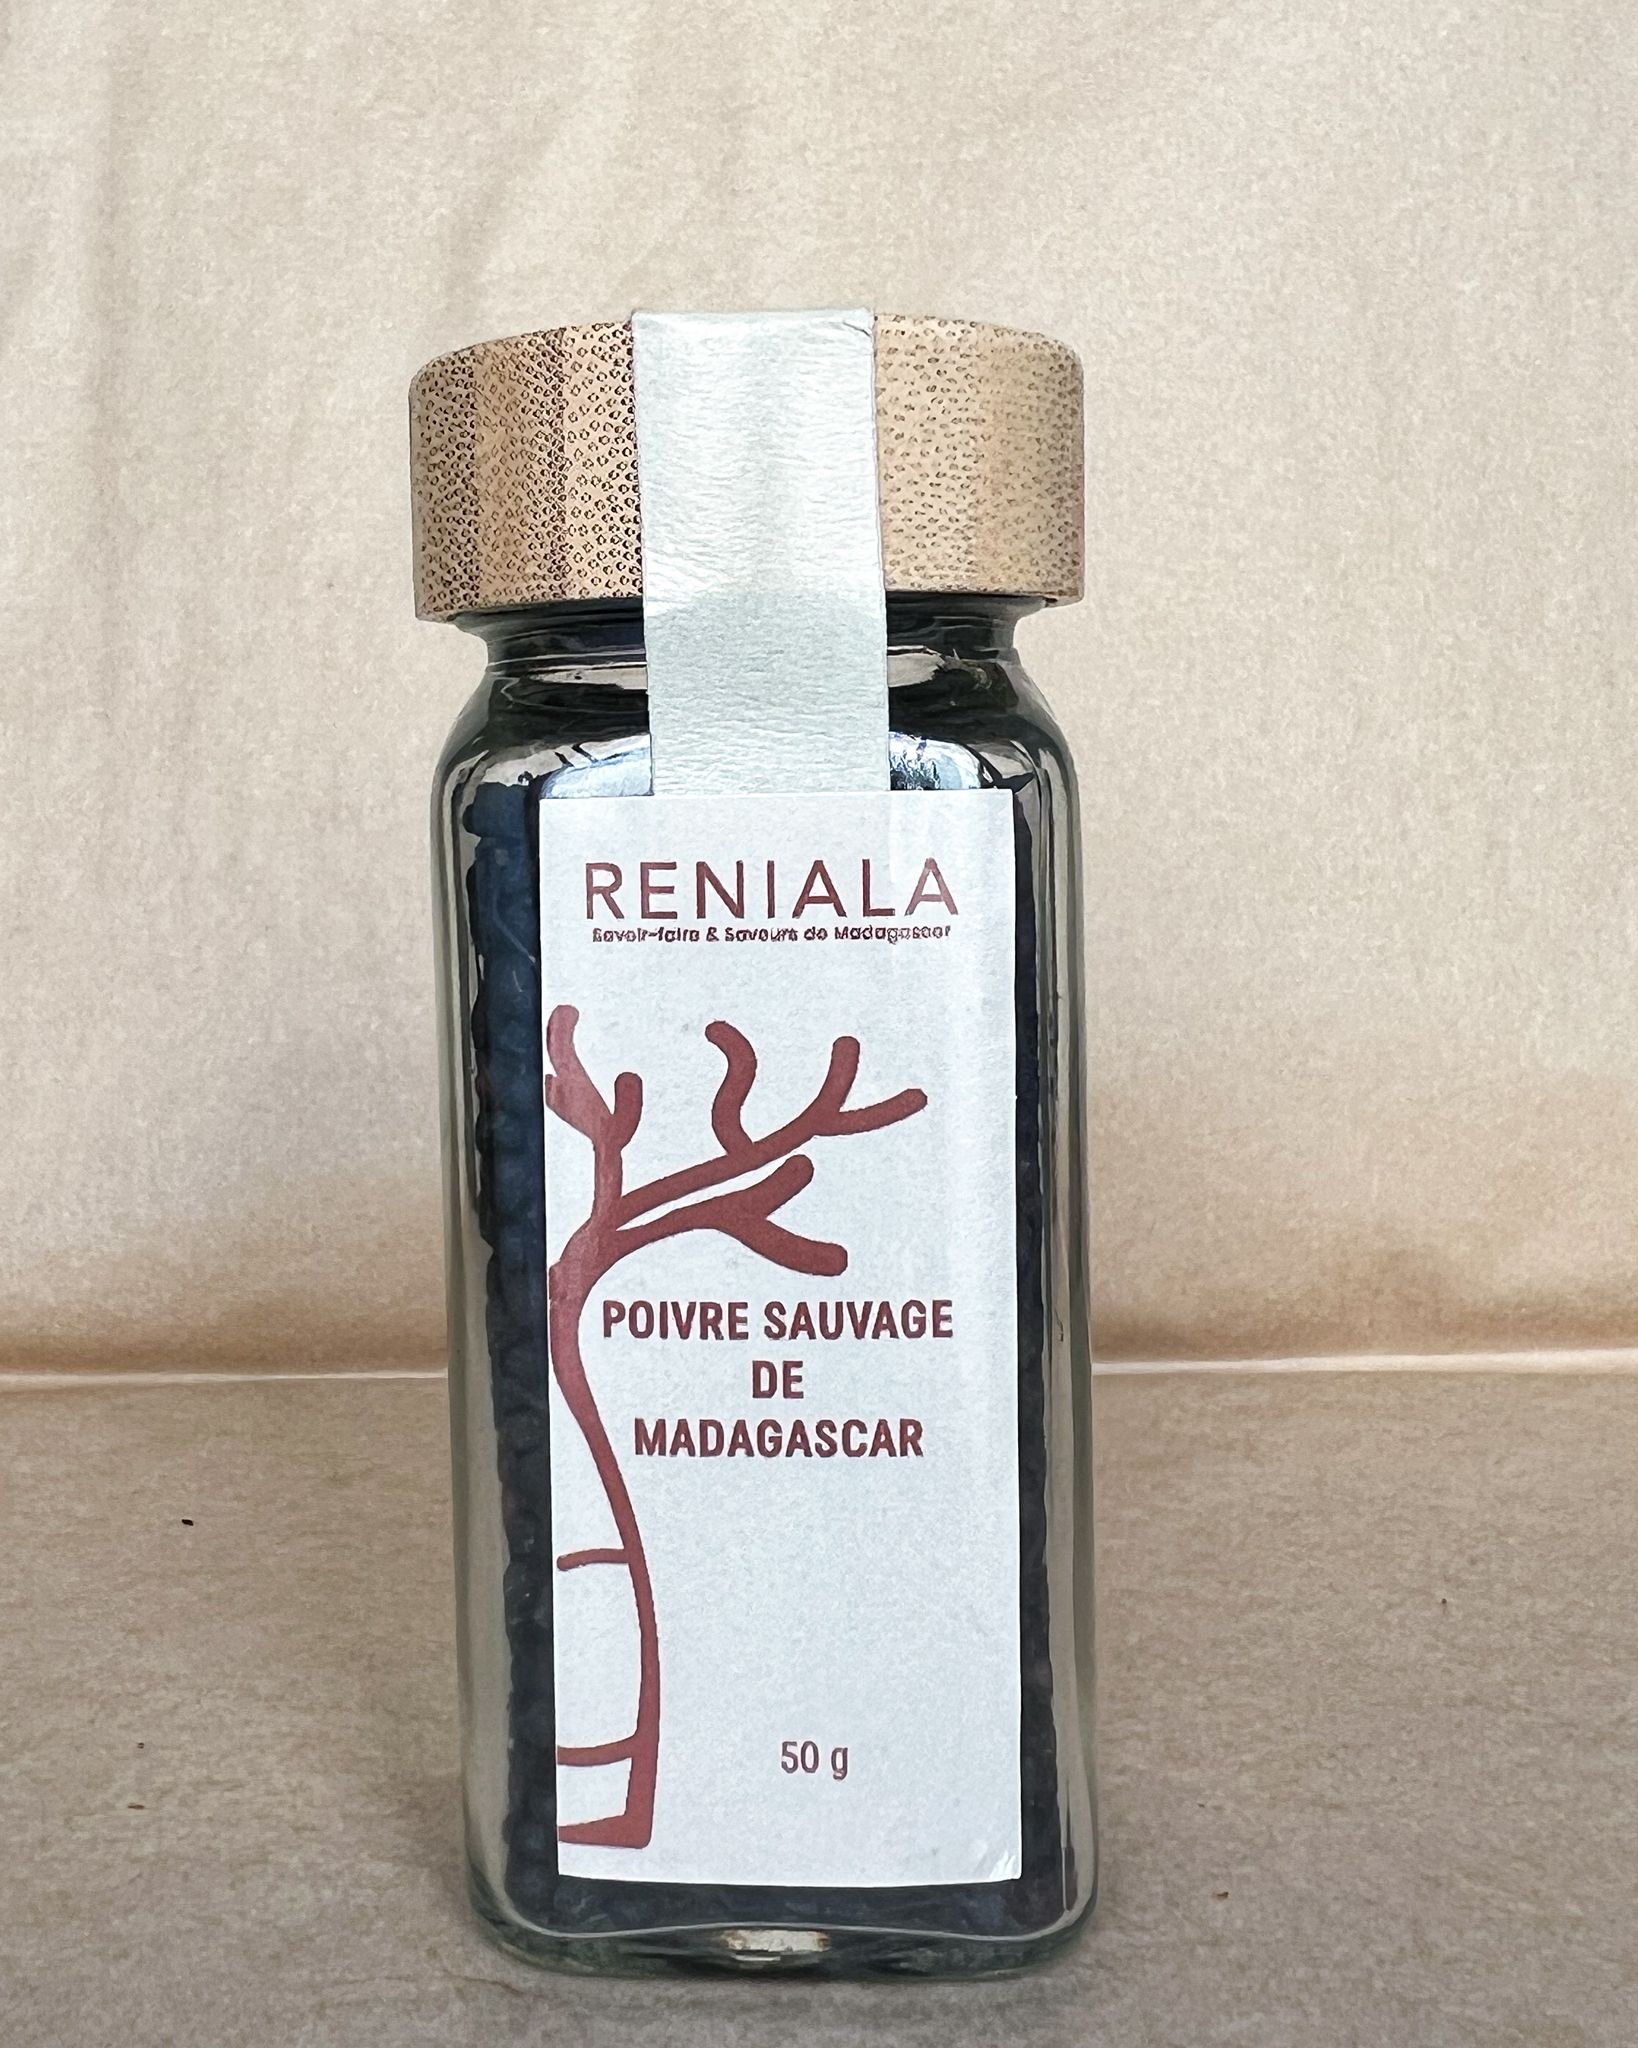 RENIALA
Savoir-faire & Saveurs de Madagascar
POIVRE SAUVAGE
DE
MADAGASCAR
50 g